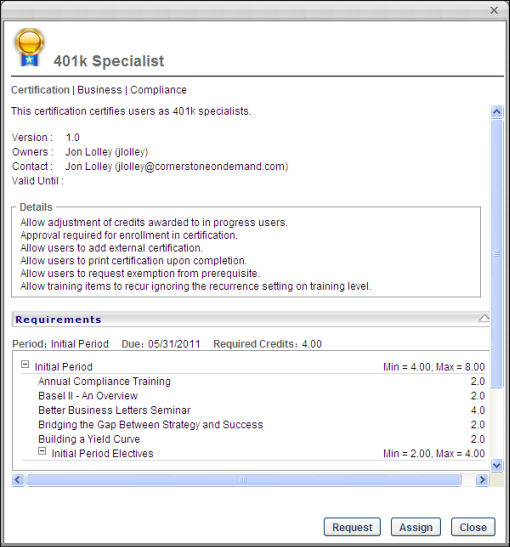 401k Specialist
Certification | Business | Compliance
This certification certifies users as 401k specialists.
Version : 1.0
Owners : Jon Lolley (jlolley)
Contact : Jon Lolley (jlolley@cornerstoneondemand.com)
Valid Until :
Details
Allow adjustment of credits awarded to in progress users.
Approval required for enrollment in certification.
Allow users to add external certification.
Allow users to print certification upon completion.
Allow users to request exemption from prerequisite.
Allow training items to recur ignoring the recurrence setting on training level.
Requirements
Period: Initial Period Due: 05/31/2011 Required Credits: 4.00
Initial Period Min = 4.00, Max = 8.00
Annual Compliance Training 2.0
Basel II - An Overview 2.0
Better Business Letters Seminar 4.0
Bridging the Gap Between Strategy and Success 2.0
Building a Yield Curve 2.0
Initial Period Electives Min = 2.00, Max = 4.00
Request Assign Close